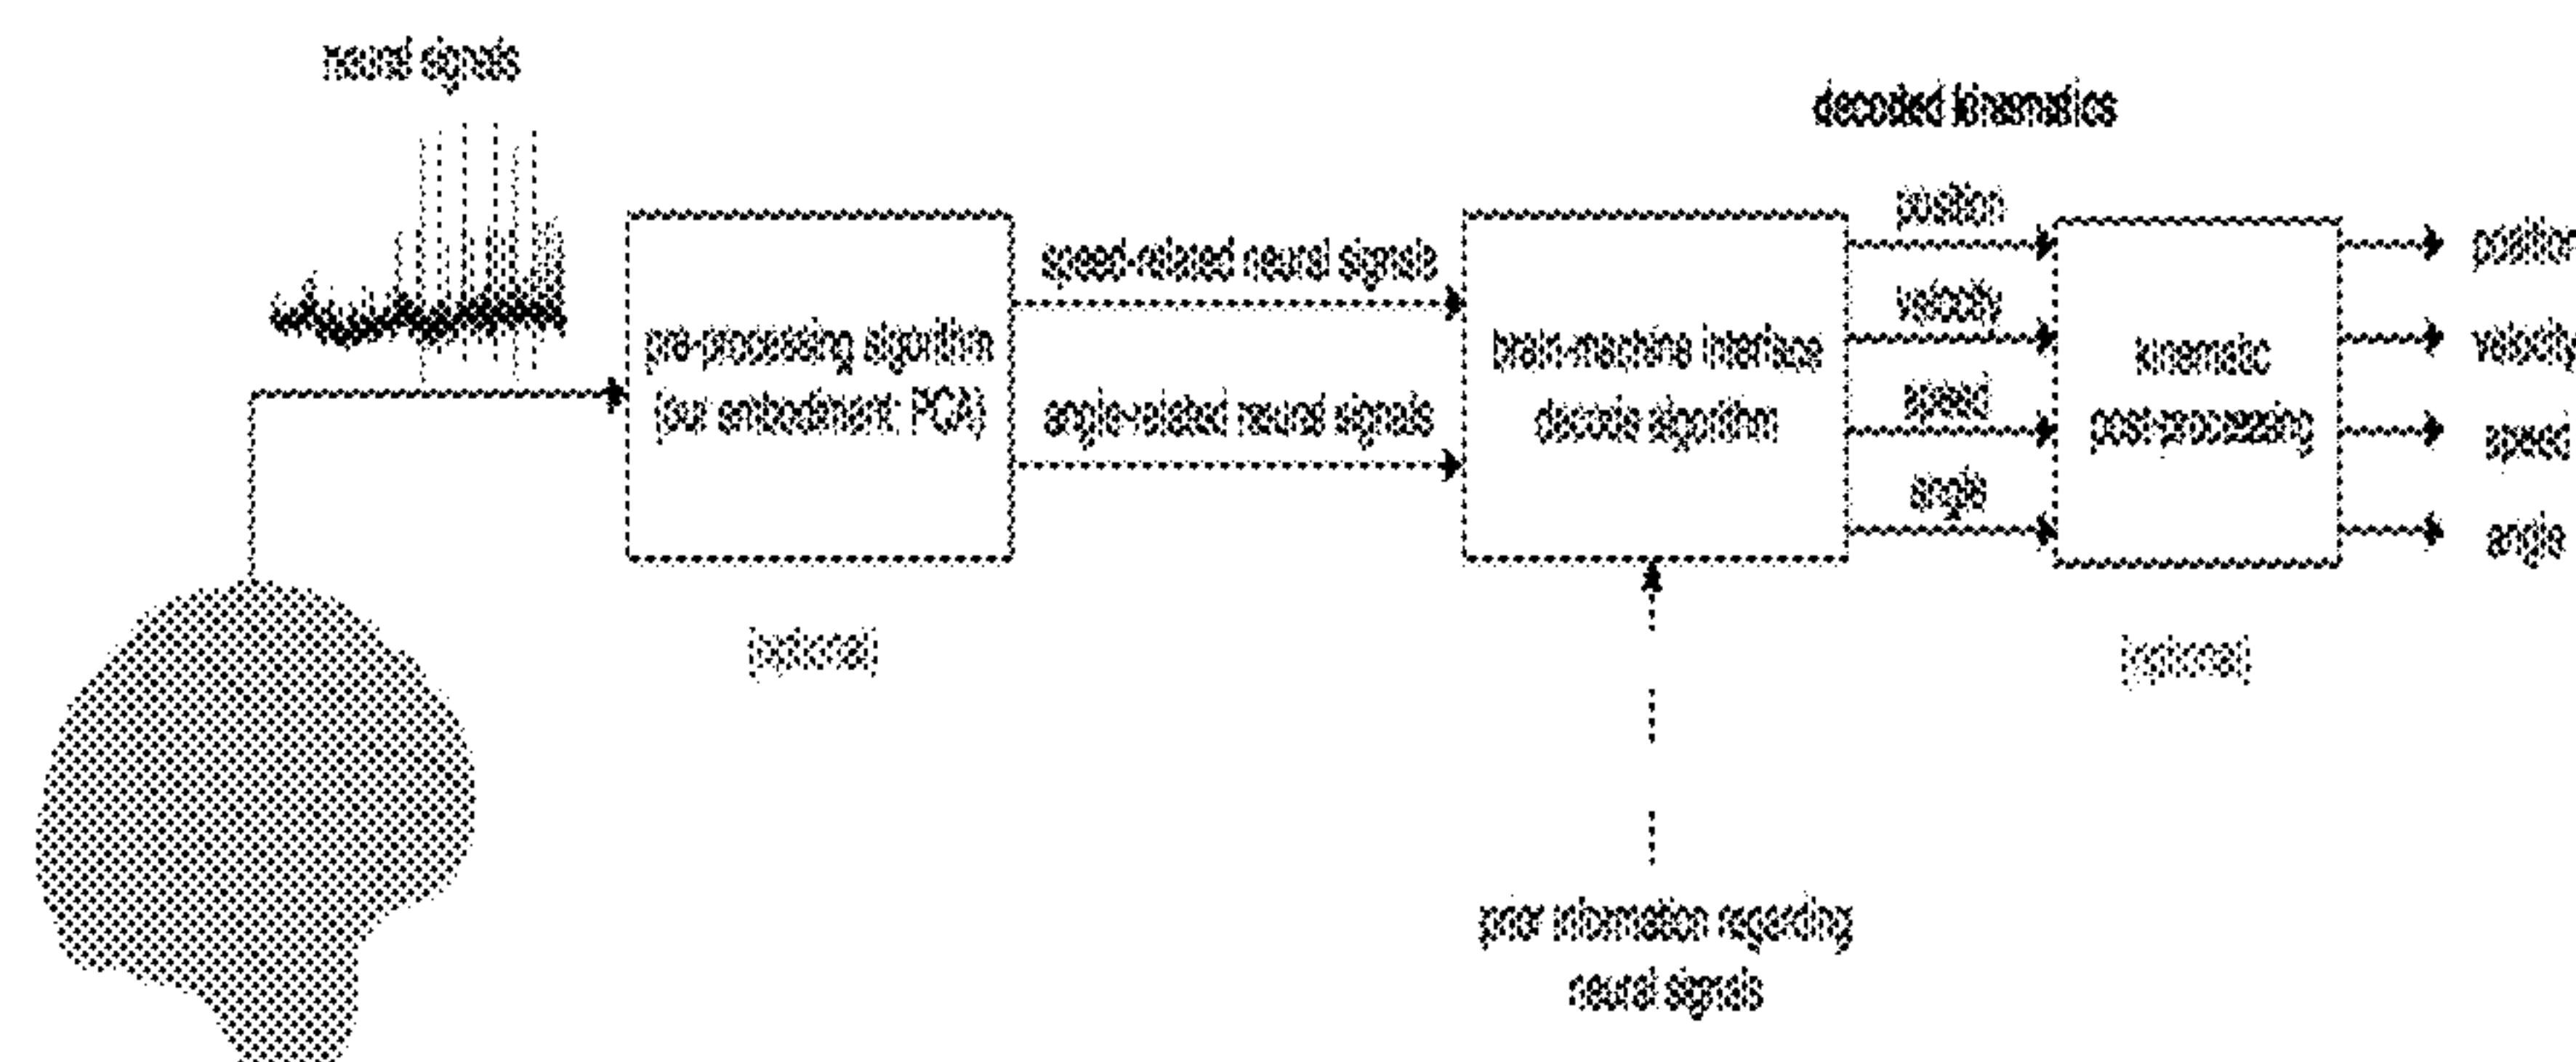 neural signals
decoded kinematics
pre-processing algorithm
(our embodiment: PCA)
[optional]
speed-related neural signals
angle-related neural signals
brain-machine interface
decode algorithm
prior information regarding
neural signals
position
velocity
speed
angle
kinematic
post-processing
[optional]
position
velocity
speed
angle